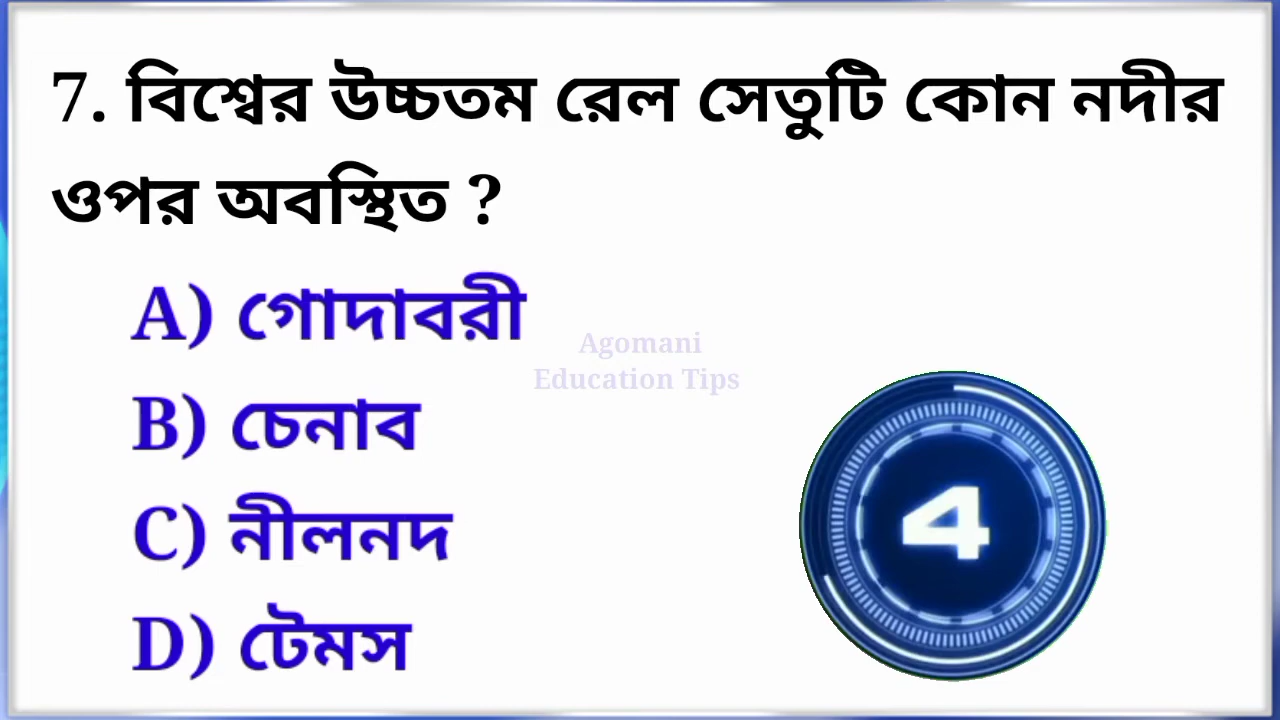 7. বিশ্বের উচ্চতম রেল সেতুটি কোন নদীর
ওপর অবস্থিত ?
A) গোদাবরী
Agomani
Education Tips
B) চেনাব
C) নীলনদ
4
D) টেমস